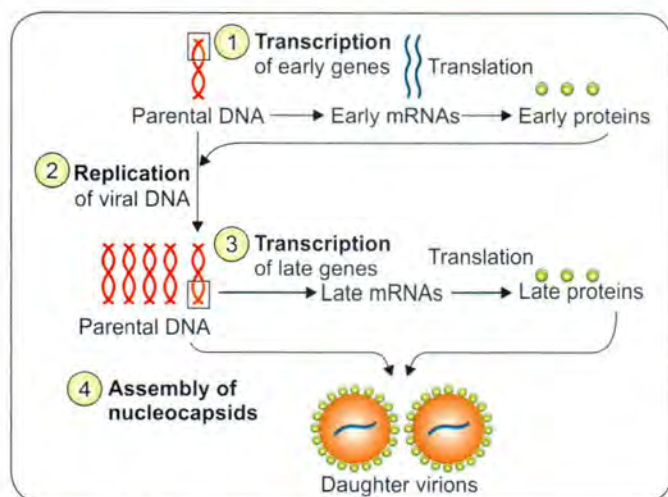 1 Transcription
of early genes
Translation
Parental DNA
Early mRNAs
Early proteins
2 Replication
of viral DNA
3 Transcription
of late genes
Translation
Late mRNAs
Late proteins
Parental DNA
4 Assembly of
nucleocapsids
Daughter virions